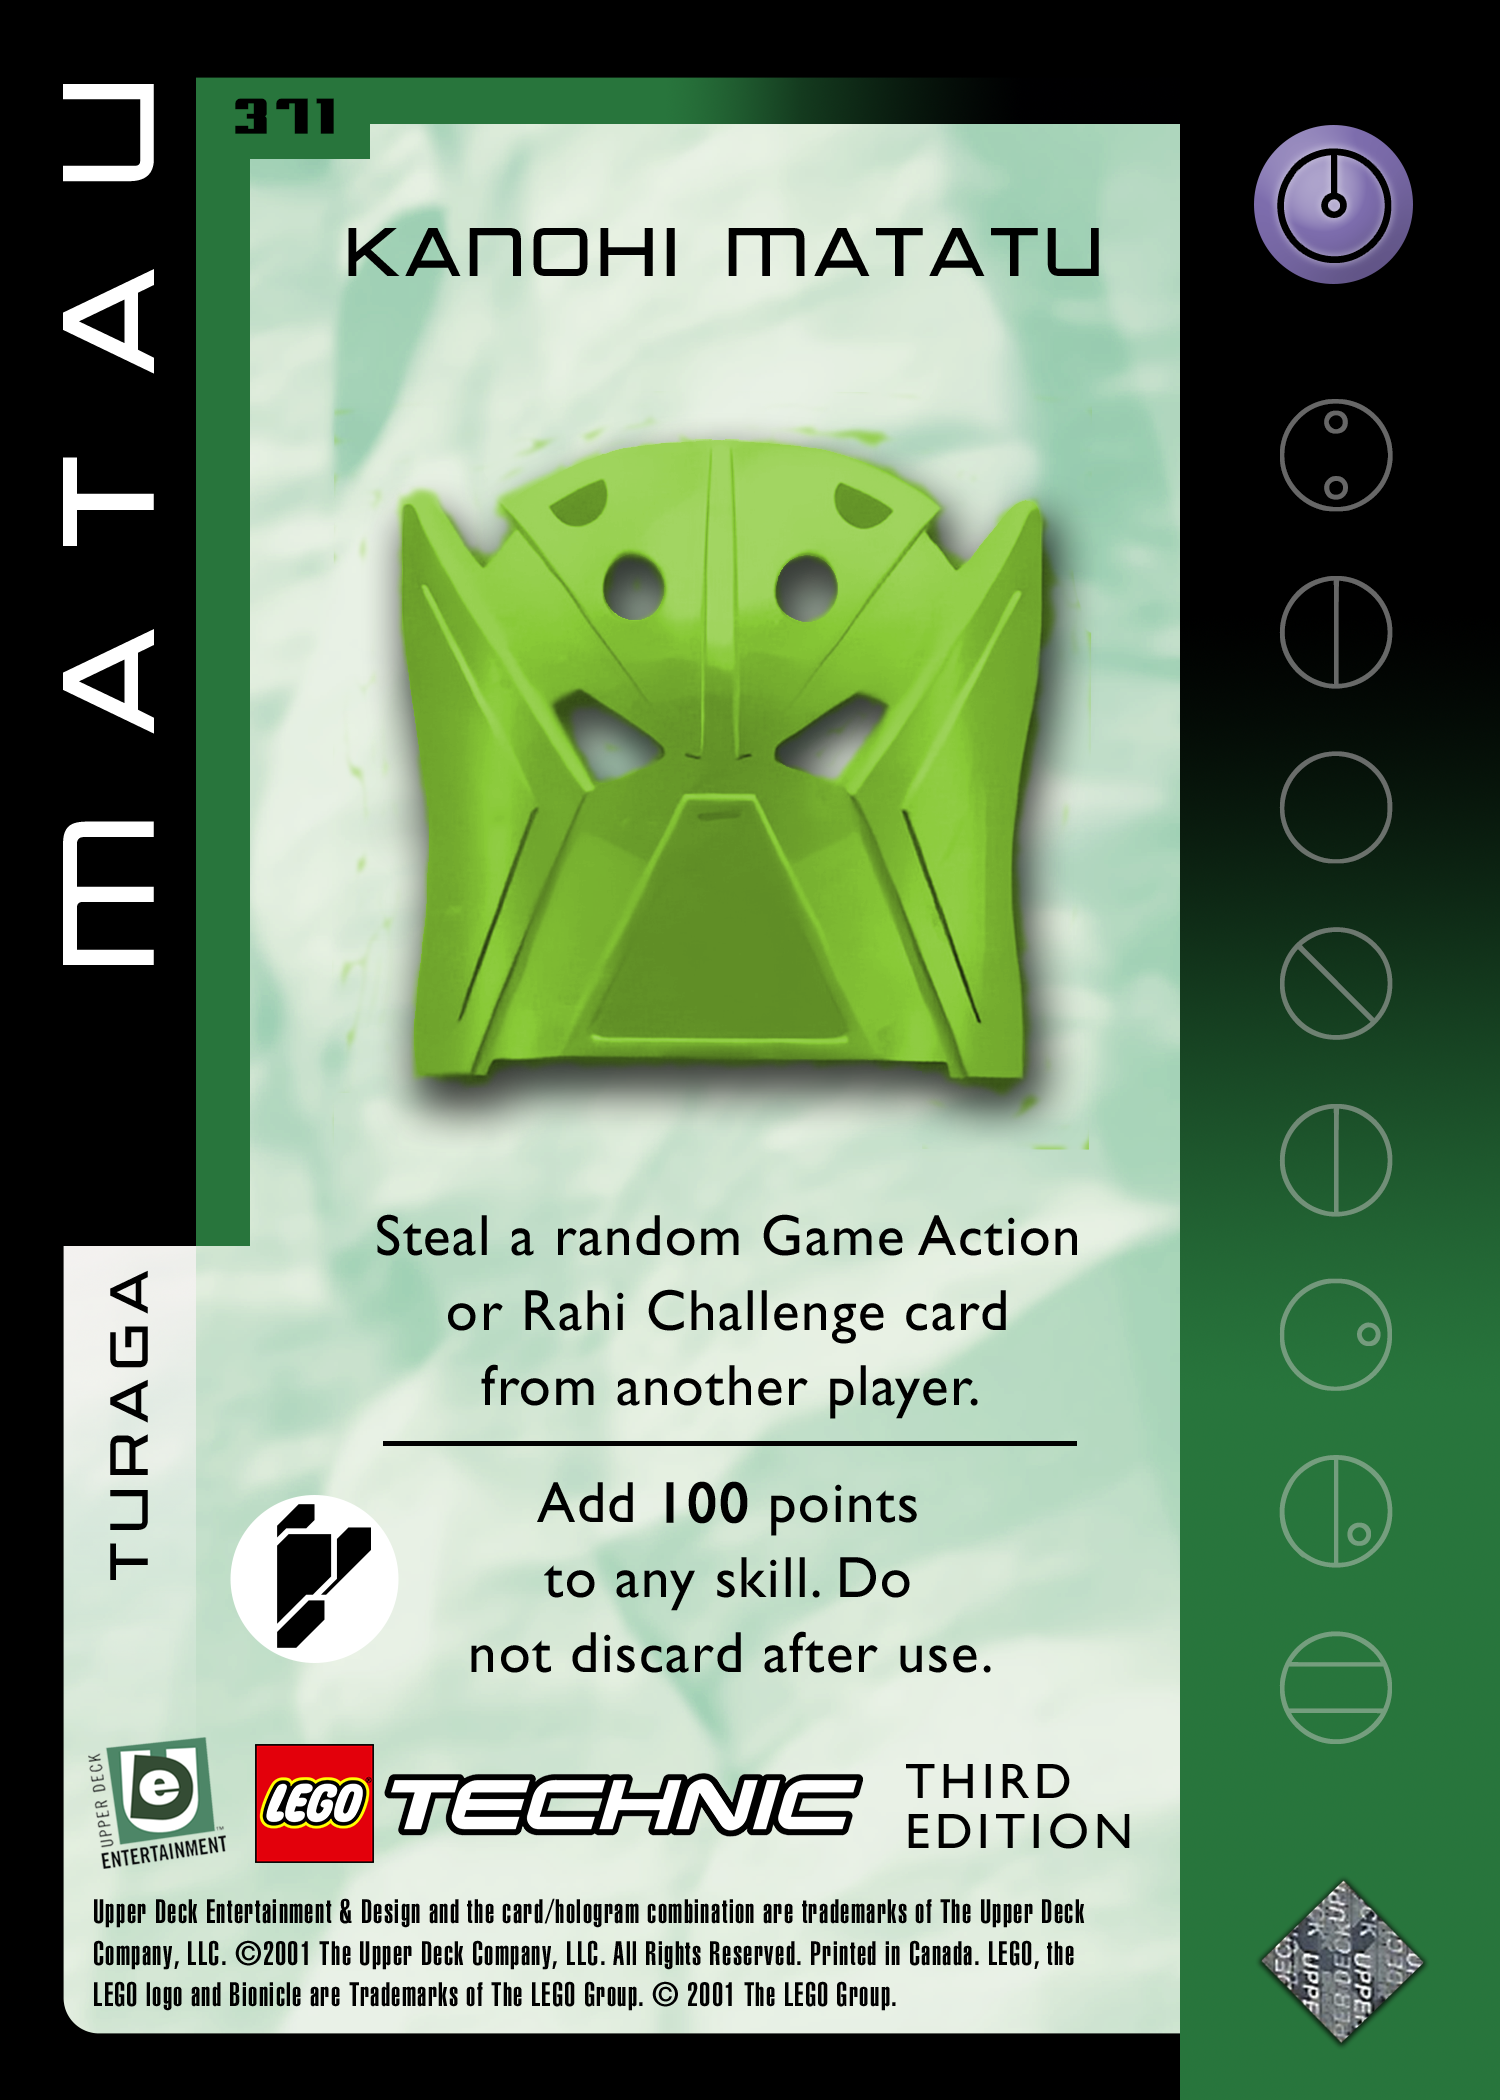 371
MATAU
TURAGA
KANOHI MATATU
Steal a random Game Action
or Rahi Challenge card
from another player.
Add 100 points
to any skill. Do
not discard after use.
UPPER DECK
ENTERTAINMENT™
LEGO TECHNIC
THIRD
EDITION
Upper Deck Entertainment & Design and the card/hologram combination are trademarks of The Upper Deck
Company, LLC. ©2001 The Upper Deck Company, LLC. All Rights Reserved. Printed in Canada. LEGO, the
LEGO logo and Bionicle are Trademarks of The LEGO Group. © 2001 The LEGO Group.